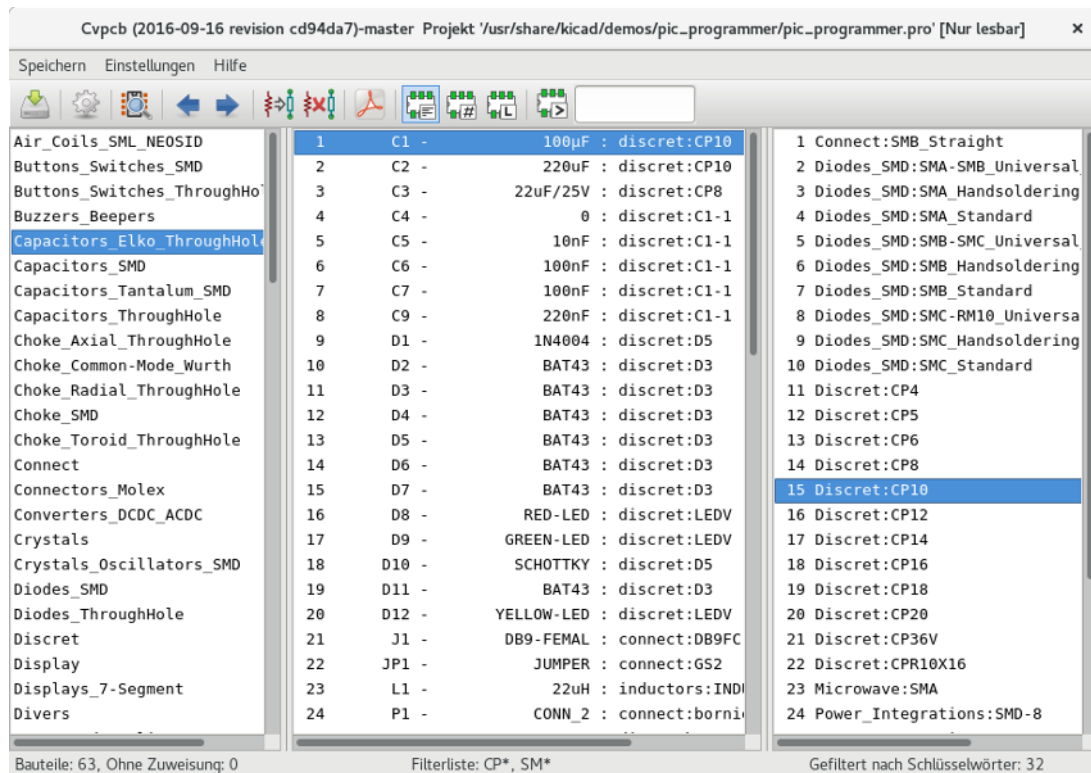 Cvpcb (2016-09-16 revision cd94da7)-master Projekt '/usr/share/kicad/demos/pic_programmer/pic_programmer.pro' [Nur lesbar]
Speichern Einstellungen Hilfe
Air_Coils_SML_NEOSID
Buttons_Switches_SMD
Buttons_Switches_ThroughHo
Buzzers_Beepers
Capacitors_Elko_ThroughHole
Capacitors_SMD
Capacitors_Tantalum_SMD
Capacitors_ThroughHole
Choke_Axial_ThroughHole
Choke_Common-Mode_Wurth
Choke_Radial_ThroughHole
Choke_SMD
Choke_Toroid_ThroughHole
Connect
Connectors_Molex
Converters_DCDC_ACDC
Crystals
Crystals_Oscillators_SMD
Diodes_SMD
Diodes_ThroughHole
Discret
Display
Displays_7-Segment
Divers
1 C1 - 100µF : discret:CP10
2 C2 - 220uF : discret:CP10
3 C3 - 22uF/25V : discret:CP8
4 C4 - 0 : discret:C1-1
5 C5 - 10nF : discret:C1-1
6 C6 - 100nF : discret:C1-1
7 C7 - 100nF : discret:C1-1
8 C9 - 220nF : discret:C1-1
9 D1 - 1N4004 : discret:D5
10 D2 - BAT43 : discret:D3
11 D3 - BAT43 : discret:D3
12 D4 - BAT43 : discret:D3
13 D5 - BAT43 : discret:D3
14 D6 - BAT43 : discret:D3
15 D7 - BAT43 : discret:D3
16 D8 - RED-LED : discret:LEDV
17 D9 - GREEN-LED : discret:LEDV
18 D10 - SCHOTTKY : discret:D5
19 D11 - BAT43 : discret:D3
20 D12 - YELLOW-LED : discret:LEDV
21 J1 - DB9-FEMAL : connect:DB9FC
22 JP1 - JUMPER : connect:GS2
23 L1 - 22uH : inductors:INDU
24 P1 - CONN_2 : connect:bornie
1 Connect:SMB_Straight
2 Diodes_SMD:SMA-SMB_Universal_
3 Diodes_SMD:SMA_Handsoldering
4 Diodes_SMD:SMA_Standard
5 Diodes_SMD:SMB-SMC_Universal_
6 Diodes_SMD:SMB_Handsoldering
7 Diodes_SMD:SMB_Standard
8 Diodes_SMD:SMC-RM10_Universa
9 Diodes_SMD:SMC_Handsoldering
10 Diodes_SMD:SMC_Standard
11 Discret:CP4
12 Discret:CP5
13 Discret:CP6
14 Discret:CP8
15 Discret:CP10
16 Discret:CP12
17 Discret:CP14
18 Discret:CP16
19 Discret:CP18
20 Discret:CP20
21 Discret:CP36V
22 Discret:CPR10X16
23 Microwave:SMA
24 Power_Integrations:SMD-8
Bauteile: 63, Ohne Zuweisung: 0
Filterliste: CP*, SM*
Gefiltert nach Schlüsselwörter: 32